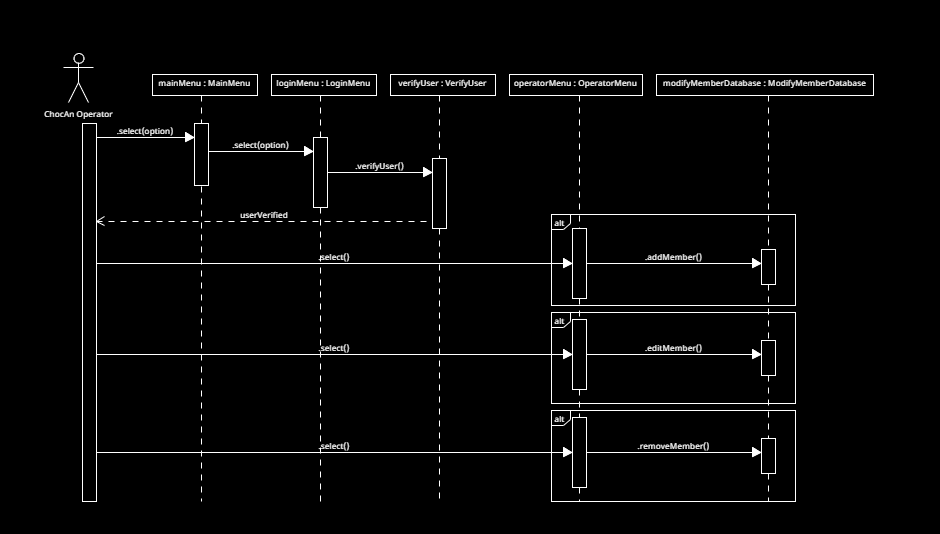 mainMenu : MainMenu
loginMenu : LoginMenu
verifyUser : VerifyUser
operatorMenu : OperatorMenu
modifyMemberDatabase : ModifyMemberDatabase
ChocAn Operator
.select(option)
.select(option)
.verifyUser()
userVerified
alt
.select()
.addMember()
alt
.select()
.editMember()
alt
.select()
.removeMember()